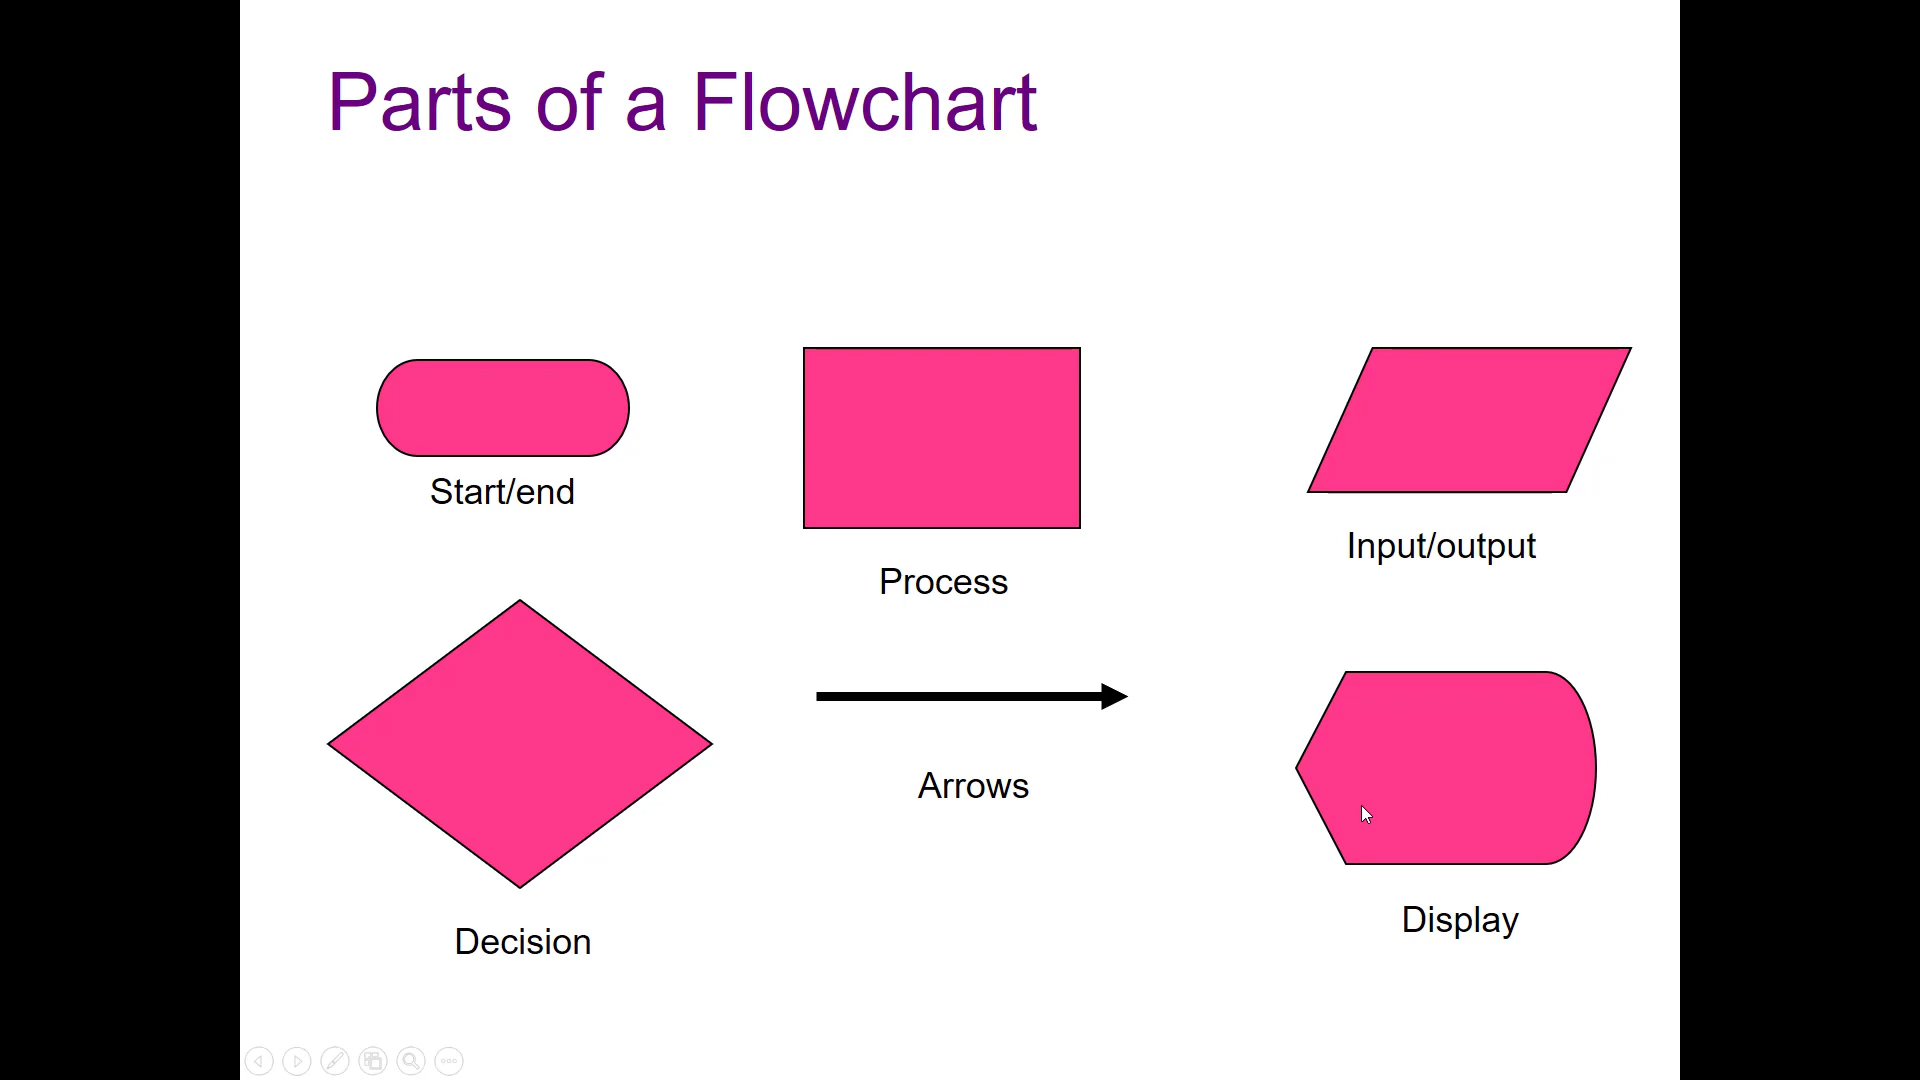 Parts of a Flowchart
Start/end
Process
Input/output
Decision
Arrows
Display